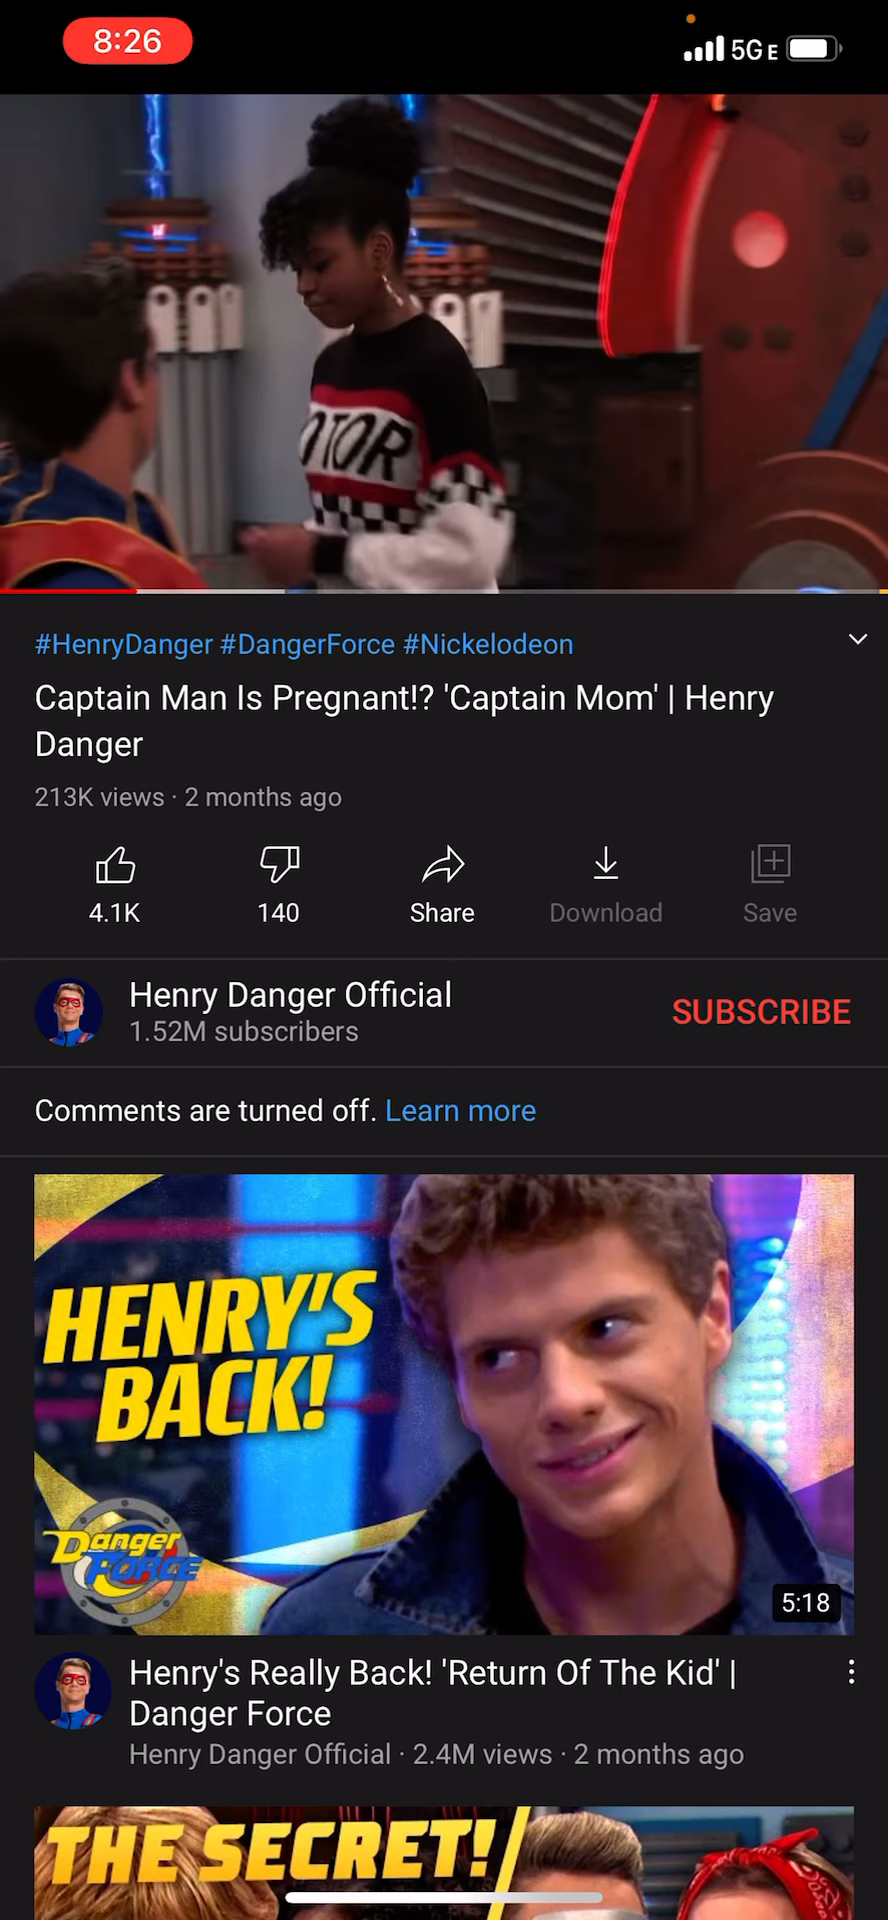 8:26
5GE
OTOR
#HenryDanger #DangerForce #Nickelodeon
Captain Man Is Pregnant!? 'Captain Mom' | Henry
Danger
213K views · 2 months ago
4.1K
140
Share
Download
Save
Henry Danger Official
1.52M subscribers
SUBSCRIBE
Comments are turned off. Learn more
HENRY'S
BACK!
Danger
FORCE
5:18
Henry's Really Back! 'Return Of The Kid' |
Danger Force
Henry Danger Official · 2.4M views · 2 months ago
THE SECRET!